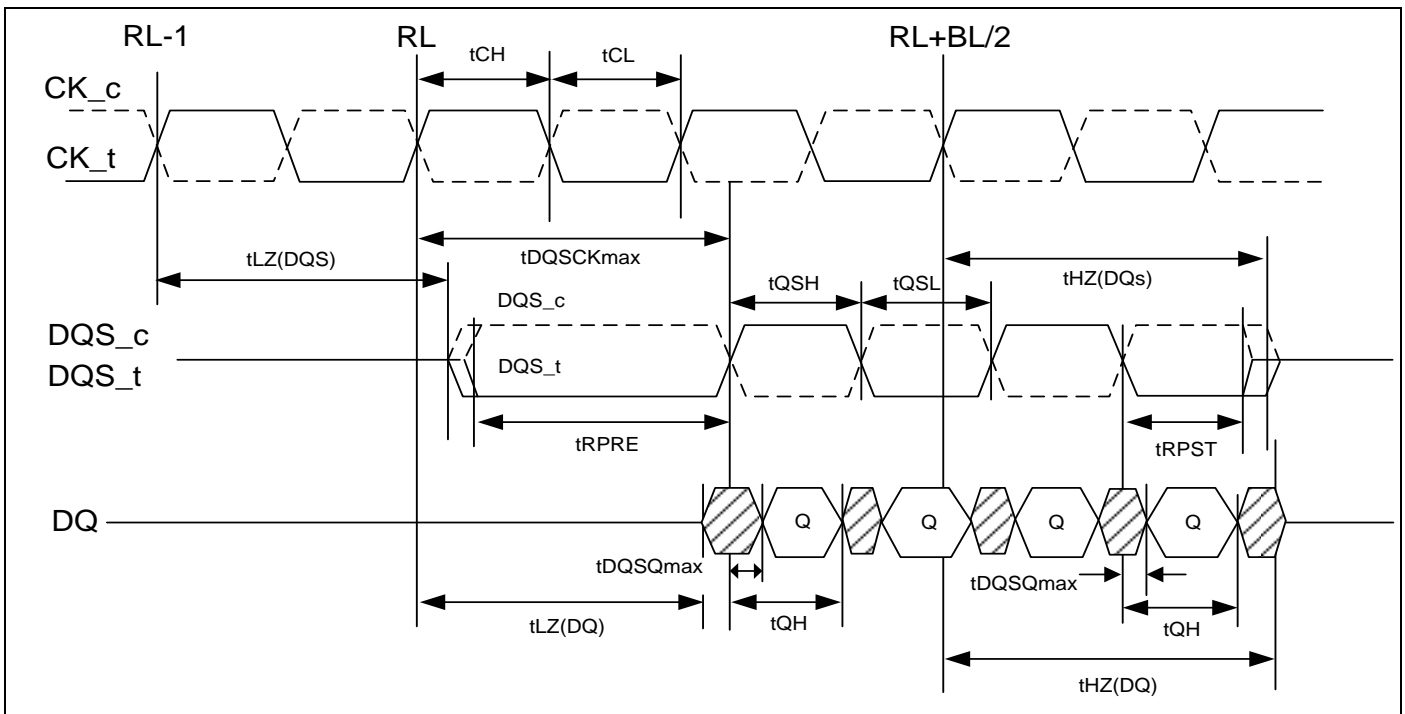 RL-1
RL
RL+BL/2
tCH
tCL
CK_c
CK_t
tLZ(DQS)
tDQSCKmax
tHZ(DQs)
tQSH
tQSL
DQS_c
DQS_c
DQS_t
DQS_t
tRPRE
tRPST
DQ
Q
Q
Q
Q
tDQSQmax
tDQSQmax
tLZ(DQ)
tQH
tQH
tHZ(DQ)